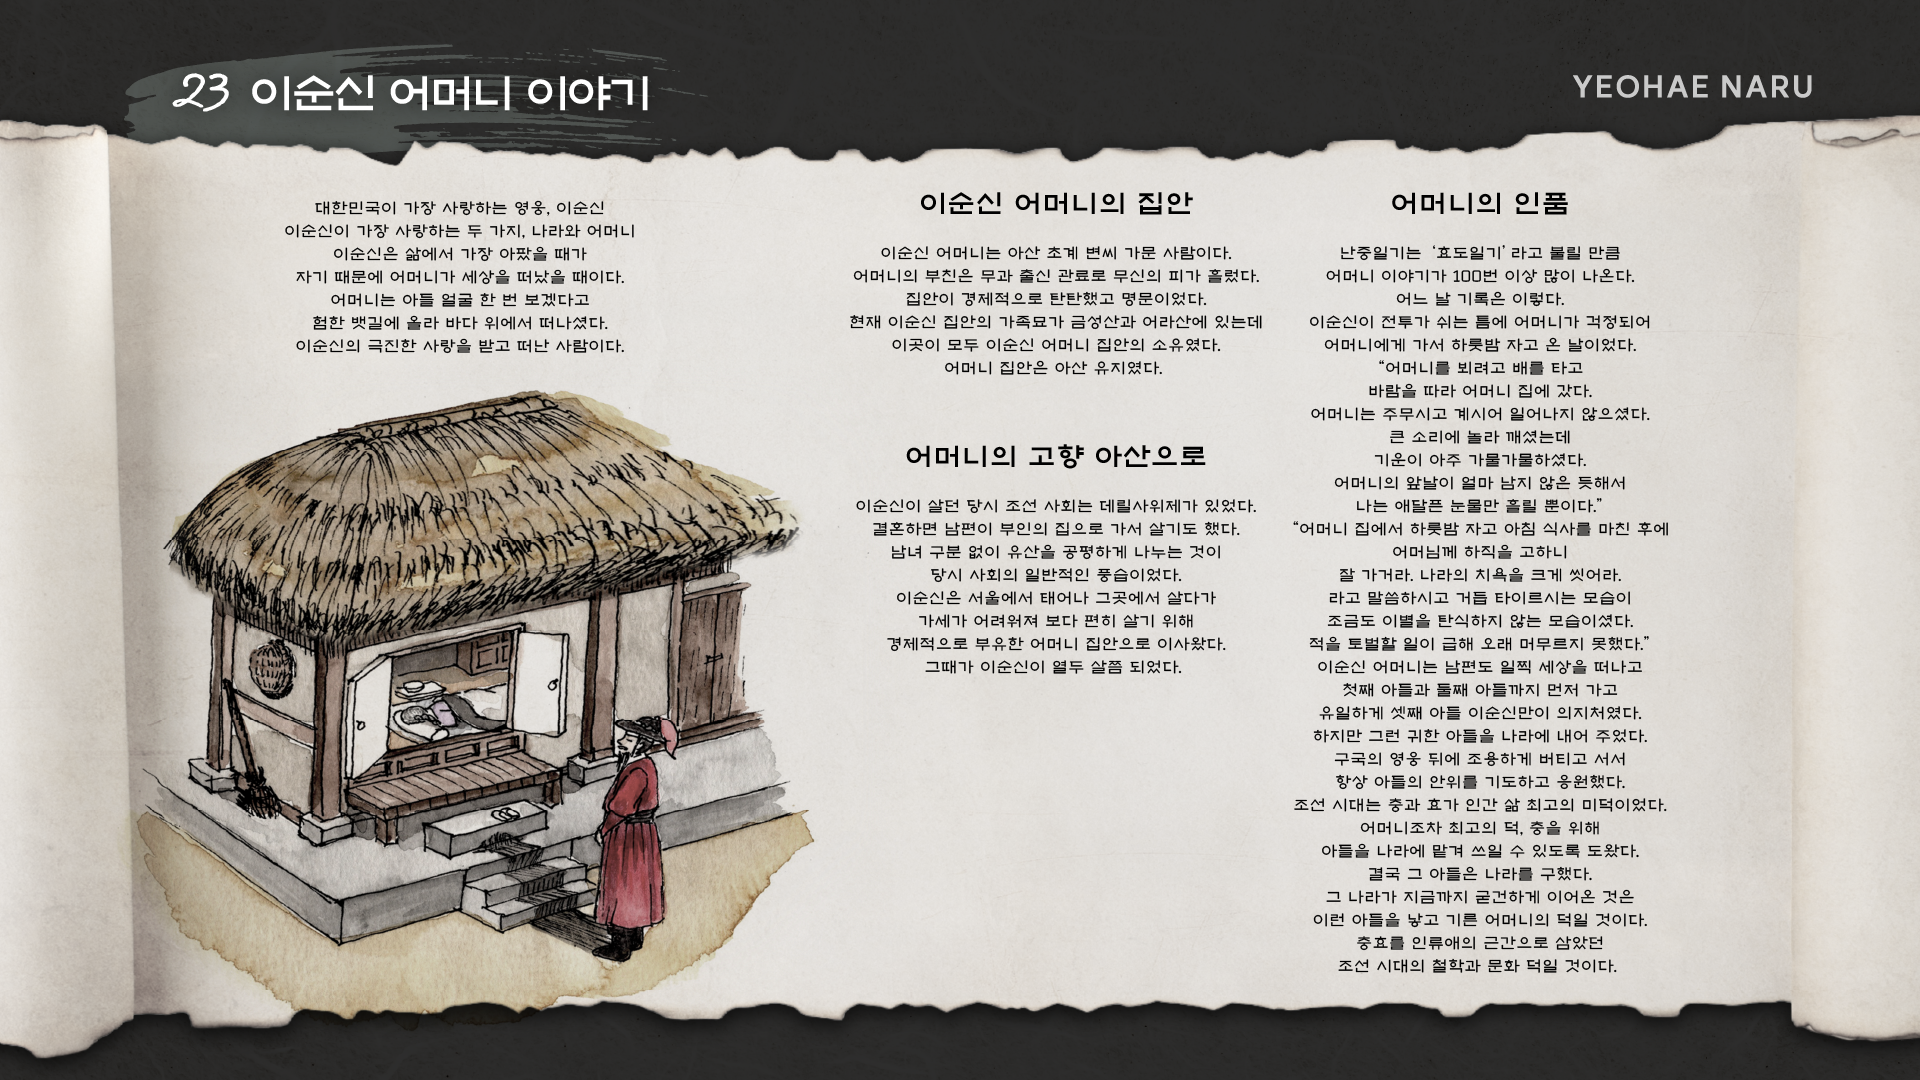 23 이순신 어머니 이야기
YEOHAE NARU
대한민국이 가장 사랑하는 영웅, 이순신
이순신이 가장 사랑하는 두 가지, 나라와 어머니
이순신은 삶에서 가장 아팠을 때가
자기 때문에 어머니가 세상을 떠났을 때이다.
어머니는 아들 얼굴 한 번 보겠다고
험한 뱃길에 올라 바다 위에서 떠나셨다.
이순신의 극진한 사랑을 받고 떠난 사람이다.
이순신 어머니의 집안
이순신 어머니는 아산 초계 변씨 가문 사람이다.
어머니의 부친은 무과 출신 관료로 무신의 피가 흘렀다.
집안이 경제적으로 탄탄했고 명문이었다.
현재 이순신 집안의 가족묘가 금성산과 어라산에 있는데
이곳이 모두 이순신 어머니 집안의 소유였다.
어머니 집안은 아산 유지였다.
어머니의 고향 아산으로
이순신이 살던 당시 조선 사회는 데릴사위제가 있었다.
결혼하면 남편이 부인의 집으로 가서 살기도 했다.
남녀 구분 없이 유산을 공평하게 나누는 것이
당시 사회의 일반적인 풍습이었다.
이순신은 서울에서 태어나 그곳에서 살다가
가세가 어려워져 보다 편히 살기 위해
경제적으로 부유한 어머니 집안으로 이사왔다.
그때가 이순신이 열두 살쯤 되었다.
어머니의 인품
난중일기는 ‘효도일기’ 라고 불릴 만큼
어머니 이야기가 100번 이상 많이 나온다.
어느 날 기록은 이렇다.
이순신이 전투가 쉬는 틈에 어머니가 걱정되어
어머니에게 가서 하룻밤 자고 온 날이었다.
“어머니를 뵈려고 배를 타고
바람을 따라 어머니 집에 갔다.
어머니는 주무시고 계시어 일어나지 않으셨다.
큰 소리에 놀라 깨셨는데
기운이 아주 가물가물하셨다.
어머니의 앞날이 얼마 남지 않은 듯해서
나는 애달픈 눈물만 흘릴 뿐이다.”
“어머니 집에서 하룻밤 자고 아침 식사를 마친 후에
어머님께 하직을 고하니
잘 가거라. 나라의 치욕을 크게 씻어라.
라고 말씀하시고 거듭 타이르시는 모습이
조금도 이별을 탄식하지 않는 모습이셨다.
적을 토벌할 일이 급해 오래 머무르지 못했다.”
이순신 어머니는 남편도 일찍 세상을 떠나고
첫째 아들과 둘째 아들까지 먼저 가고
유일하게 셋째 아들 이순신만이 의지처였다.
하지만 그런 귀한 아들을 나라에 내어 주었다.
구국의 영웅 뒤에 조용하게 버티고 서서
항상 아들의 안위를 기도하고 응원했다.
조선 시대는 충과 효가 인간 삶 최고의 미덕이었다.
어머니조차 최고의 덕, 충을 위해
아들을 나라에 맡겨 쓰일 수 있도록 도왔다.
결국 그 아들은 나라를 구했다.
그 나라가 지금까지 굳건하게 이어온 것은
이런 아들을 낳고 기른 어머니의 덕일 것이다.
충효를 인류애의 근간으로 삼았던
조선 시대의 철학과 문화 덕일 것이다.